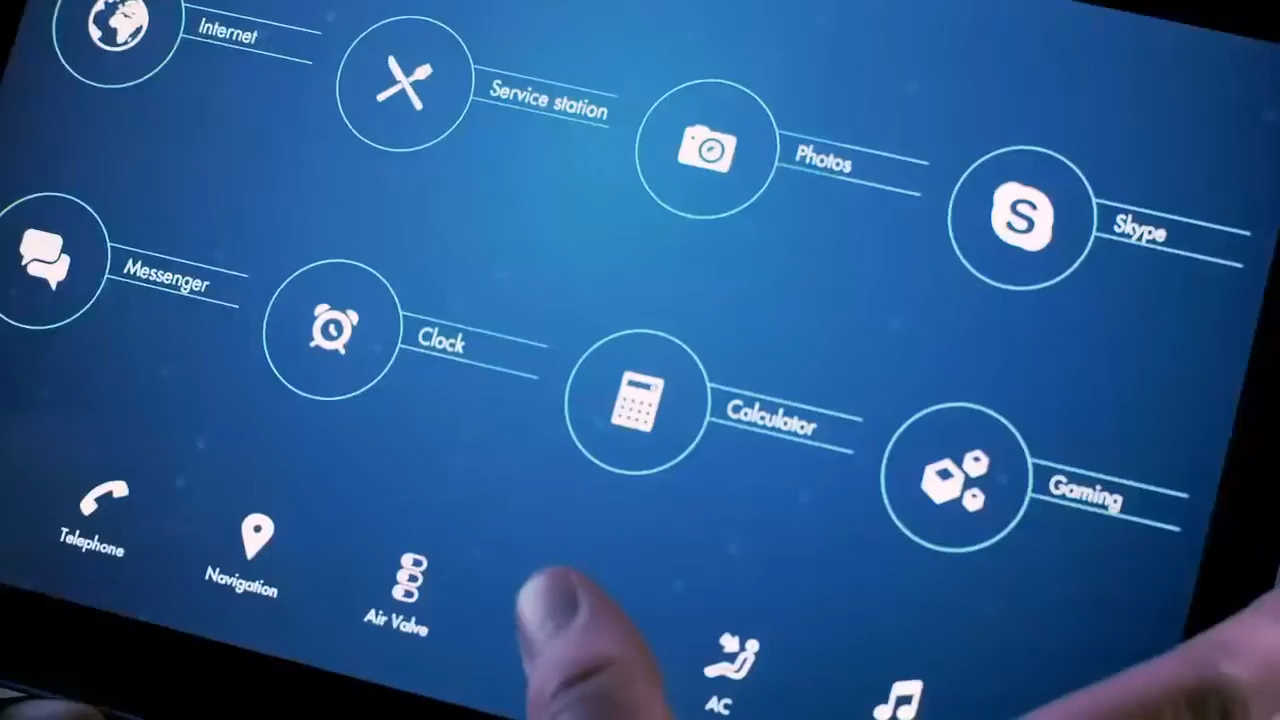 Internet
Service station
Photos
Skype
Messenger
Clock
Calculator
Gaming
Telephone
Navigation
Air Valve
AC